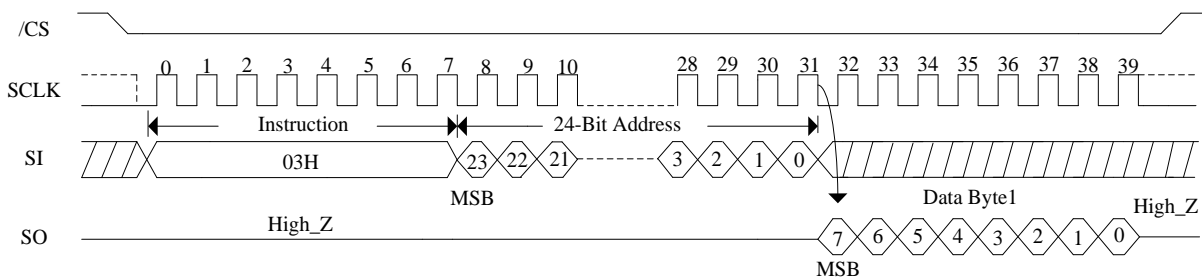 /CS
0 1 2 3 4 5 6 7 8 9 10 28 29 30 31 32 33 34 35 36 37 38 39
SCLK
Instruction 24-Bit Address
SI 03H 23 22 21 3 2 1 0
MSB Data Byte1
High_Z High_Z
SO 7 6 5 4 3 2 1 0
MSB